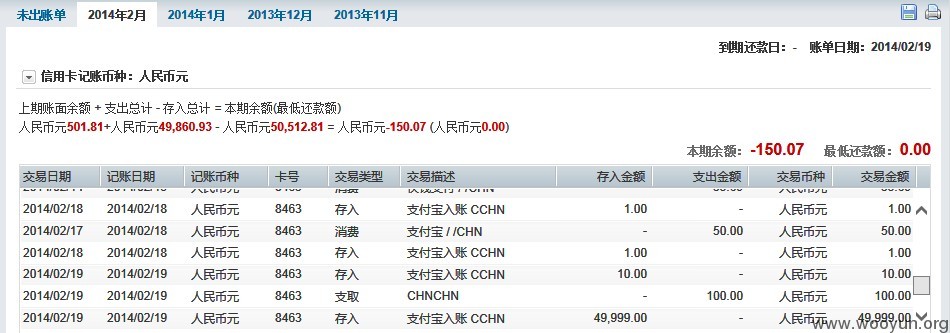 未出账单 2014年2月 2014年1月 2013年12月 2013年11月
到期还款日：- 账单日期：2014/02/19
信用卡记账币种：人民币元
上期账面余额 + 支出总计 - 存入总计 = 本期余额(最低还款额)
人民币元501.81+人民币元49,860.93 - 人民币元50,512.81 = 人民币元-150.07 (人民币元0.00)
本期余额：-150.07 最低还款额：0.00
交易日期 记账日期 记账币种 卡号 交易类型 交易描述 存入金额 支出金额 交易币种 交易金额
2014/02/18 2014/02/18 人民币元 8463 存入 支付宝入账 CCHN 1.00 - 人民币元 1.00
2014/02/17 2014/02/18 人民币元 8463 消费 支付宝 / /CHN - 50.00 人民币元 50.00
2014/02/18 2014/02/18 人民币元 8463 存入 支付宝入账 CCHN 1.00 - 人民币元 1.00
2014/02/19 2014/02/19 人民币元 8463 存入 支付宝入账 CCHN 10.00 - 人民币元 10.00
2014/02/19 2014/02/19 人民币元 8463 支取 CHNCHN - 100.00 人民币元 100.00
2014/02/19 2014/02/19 人民币元 8463 存入 支付宝入账 CCHN 49,999.00 - 人民币元 49,999.00
www.wooyun.org